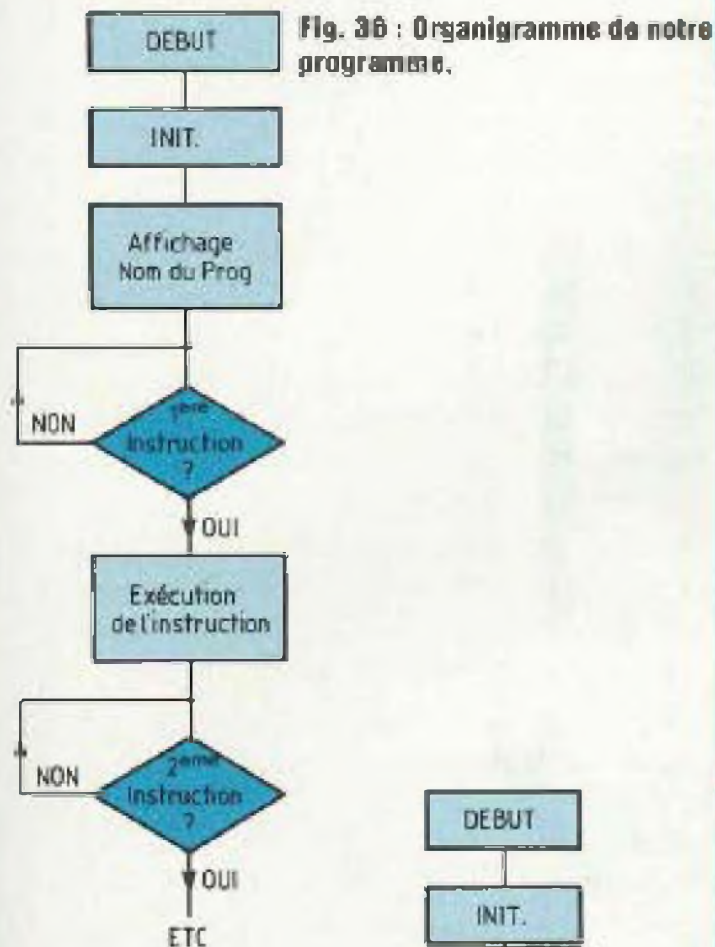 DEBUT
Fig. 36 : Organigramme de notre
programme.
INIT.
Affichage
Nom du Prog
1ère
Instruction
?
NON
OUI
Exécution
de l'instruction
2ème
Instruction
?
NON
OUI
ETC
DEBUT
INIT.